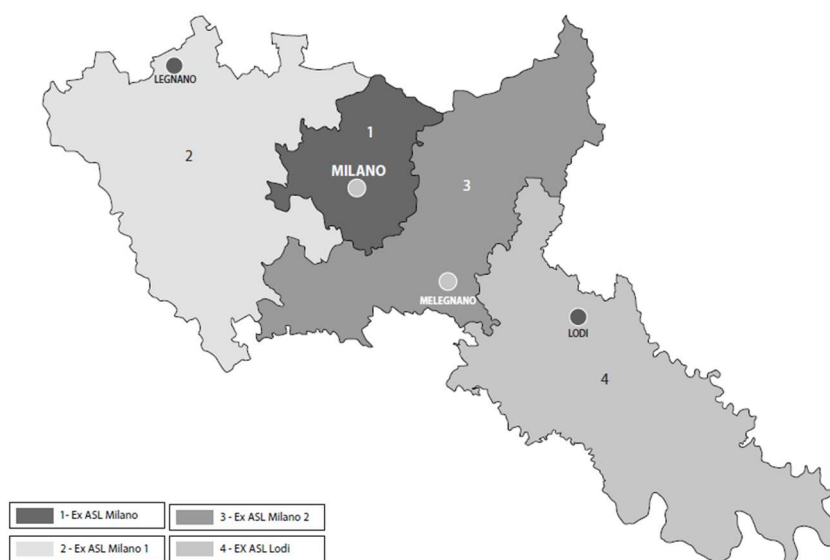 LEGNANO
1
2
MILANO
3
MELEGNANO
LODI
4
1- Ex ASL Milano
3 - Ex ASL Milano 2
2 - Ex ASL Milano 1
4 - EX ASL Lodi